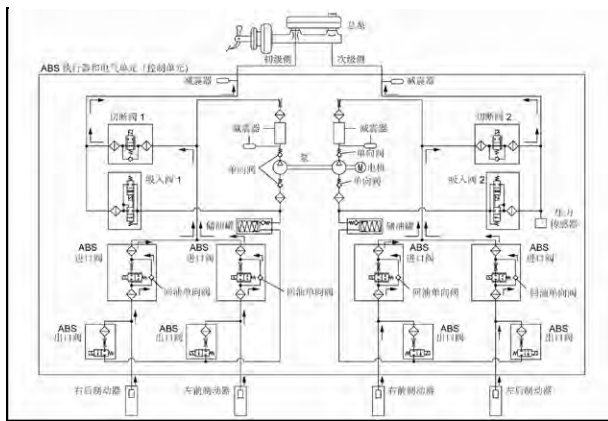 总泵
初级侧
次级侧
ABS 执行器和电气单元（控制单元）
减震器
减震器
切断阀 1
切断阀 2
减震器
减震器
单向阀
泵
M 电机
单向阀
单向阀
吸入阀 1
吸入阀 2
压力
传感器
储油罐
储油罐
ABS
进口阀
ABS
进口阀
ABS
进口阀
ABS
进口阀
回油单向阀
回油单向阀
回油单向阀
回油单向阀
ABS
出口阀
ABS
出口阀
ABS
出口阀
ABS
出口阀
右后制动器
左前制动器
右前制动器
左后制动器